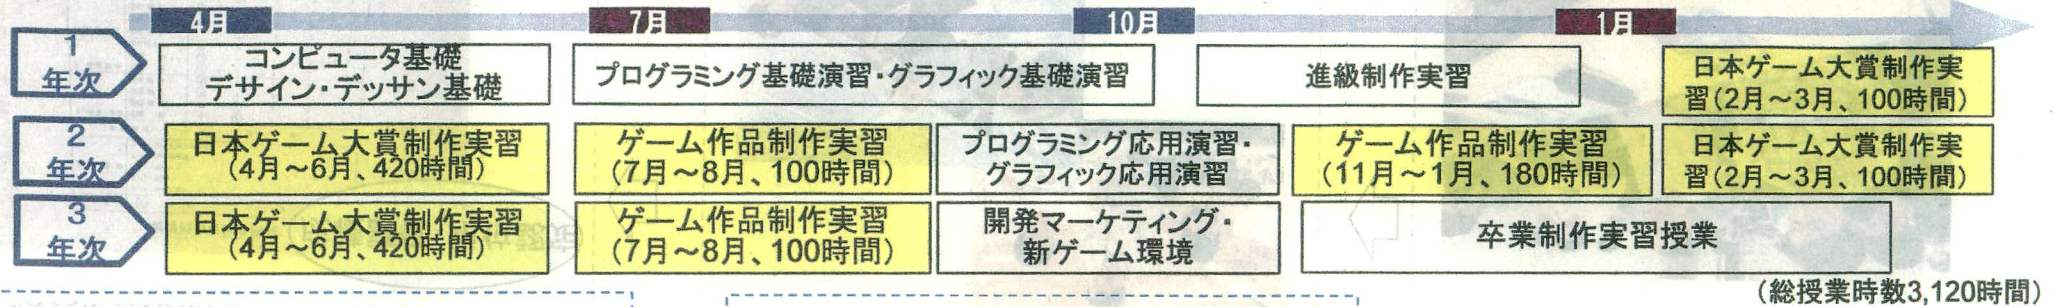 4月
7月
10月
1月
1
年次
コンピュータ基礎
デザイン・デッサン基礎
プログラミング基礎演習・グラフィック基礎演習
進級制作実習
日本ゲーム大賞制作実
習(2月～3月、100時間)
2
年次
日本ゲーム大賞制作実習
(4月～6月、420時間)
ゲーム作品制作実習
(7月～8月、100時間)
プログラミング応用演習・
グラフィック応用演習
ゲーム作品制作実習
(11月～1月、180時間)
日本ゲーム大賞制作実
習(2月～3月、100時間)
3
年次
日本ゲーム大賞制作実習
(4月～6月、420時間)
ゲーム作品制作実習
(7月～8月、100時間)
開発マーケティング・
新ゲーム環境
卒業制作実習授業
(総授業時数3,120時間)